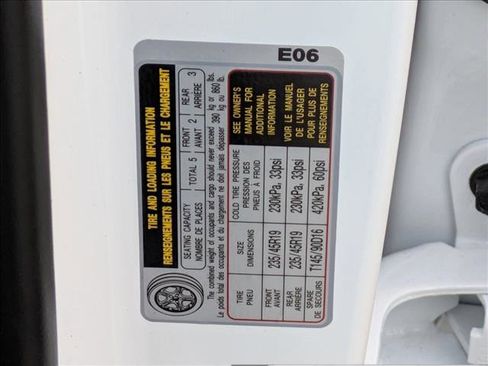 E06
TIRE AND LOADING INFORMATION
RENSEIGNEMENTS SUR LES PNEUS ET LE CHARGEMENT
SEATING CAPACITY TOTAL 5 FRONT 2 REAR 3
NOMBRE DE PLACES AVANT ARRIÈRE
The combined weight of occupants and cargo should never exceed 390 kg or 860 lbs.
Le poids total des occupants et du chargement ne doit jamais dépasser 390 kg ou 860 lb.
TIRE SIZE COLD TIRE PRESSURE
PNEU DIMENSIONS PRESSION DES PNEUS À FROID
FRONT 235/45R19 230kPa, 33psi
AVANT
REAR 235/45R19 230kPa, 33psi
ARRIÈRE
SPARE T145/90D16 420kPa, 60psi
DE SECOURS
SEE OWNER'S
MANUAL FOR
ADDITIONAL
INFORMATION
VOIR LE MANUEL
DE L'USAGER
POUR PLUS DE
RENSEIGNEMENTS